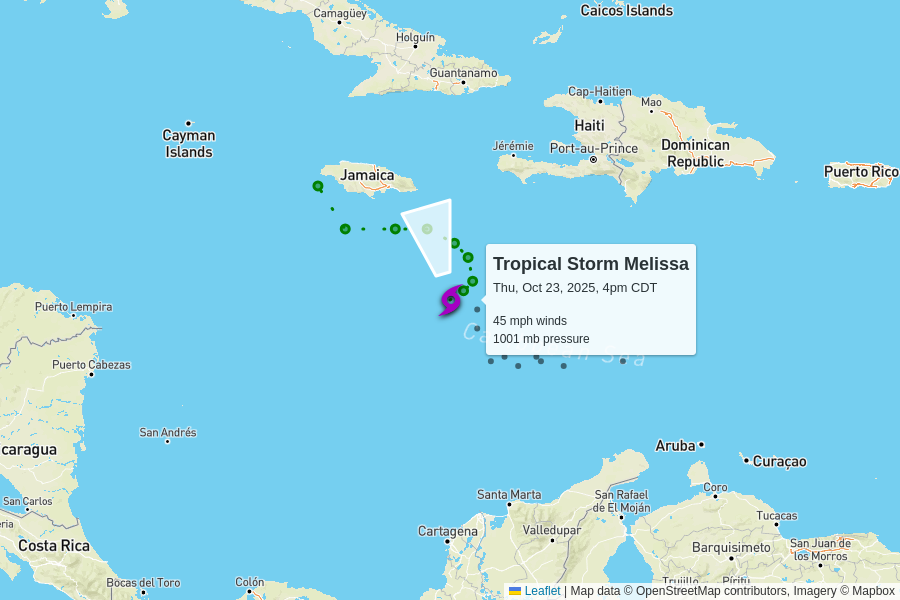 Caicos Islands
Camagüey
Holguín
Guantanamo
Cap-Haitien
Mao
Haiti
Cayman
Islands
Jérémie
Port-au-Prince
Dominican
Republic
Jamaica
Puerto Rico
Tropical Storm Melissa
Thu, Oct 23, 2025, 4pm CDT
45 mph winds
1001 mb pressure
Puerto Lempira
Puerto Cabezas
San Andrés
caragua
Aruba
Curaçao
San Carlos
eria
Costa Rica
Santa Marta
San Rafael
de El Moján
Coro
Cartagena
Valledupar
Tucacas
Barquisimeto
San Juan de
los Morros
Bocas del Toro
Colón
Trujillo
Píritu
Leaflet | Map data © OpenStreetMap contributors, Imagery © Mapbox